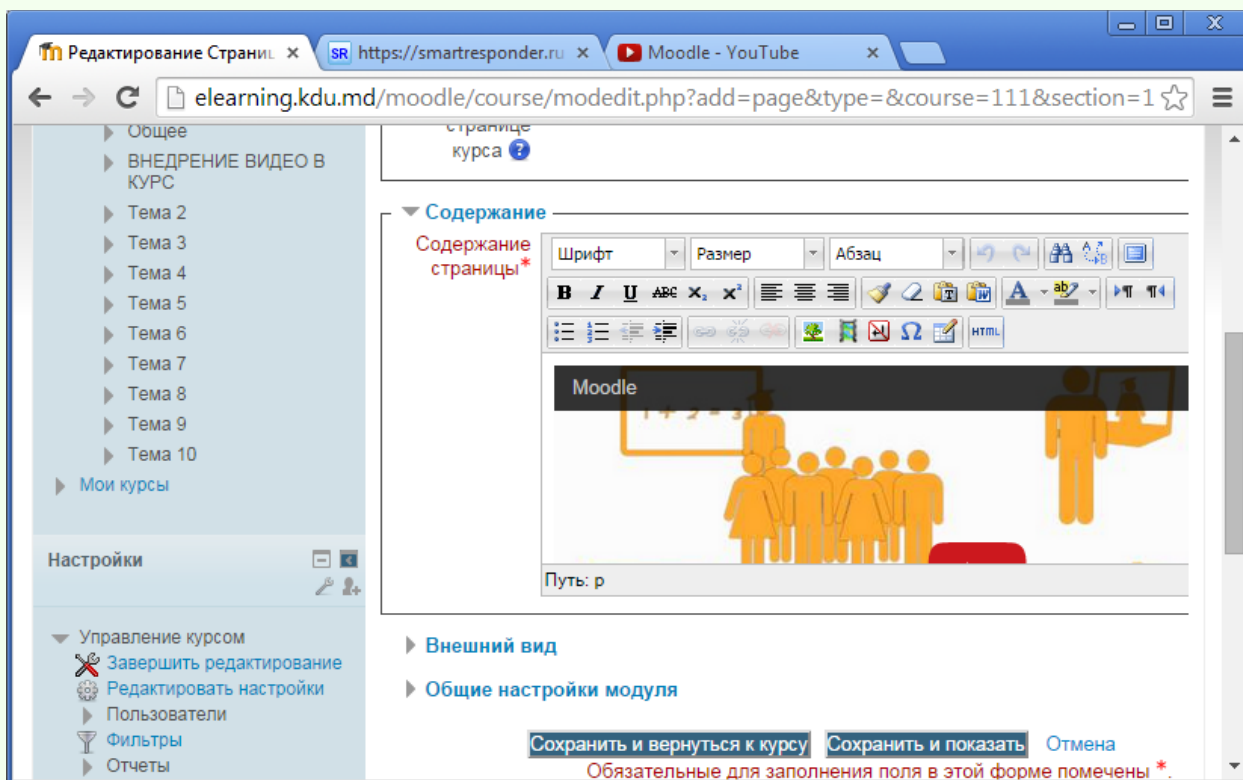 Редактирование Страниц
SR https://smartresponder.ru
Moodle - YouTube
elearning.kdu.md/moodle/course/modedit.php?add=page&type=&course=111&section=1
Общее
ВНЕДРЕНИЕ ВИДЕО В
КУРС
Тема 2
Тема 3
Тема 4
Тема 5
Тема 6
Тема 7
Тема 8
Тема 9
Тема 10
Мои курсы
Настройки
Управление курсом
Завершить редактирование
Редактировать настройки
Пользователи
Фильтры
Отчеты
странице
курса
Содержание
Содержание
страницы*
Шрифт Размер Абзац
B I U ABC X₂ X² A ab
HTML
Moodle
1 + 2 = 3
Путь: p
Внешний вид
Общие настройки модуля
Сохранить и вернуться к курсу Сохранить и показать Отмена
Обязательные для заполнения поля в этой форме помечены *.